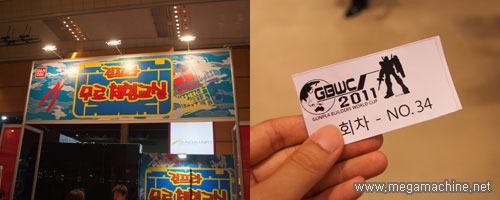 BANDAI
건프라
무료체험교실
GBWC
2011
GUNPLA BUILDERS WORLD CUP
회차 - NO.34
www.megamachine.net